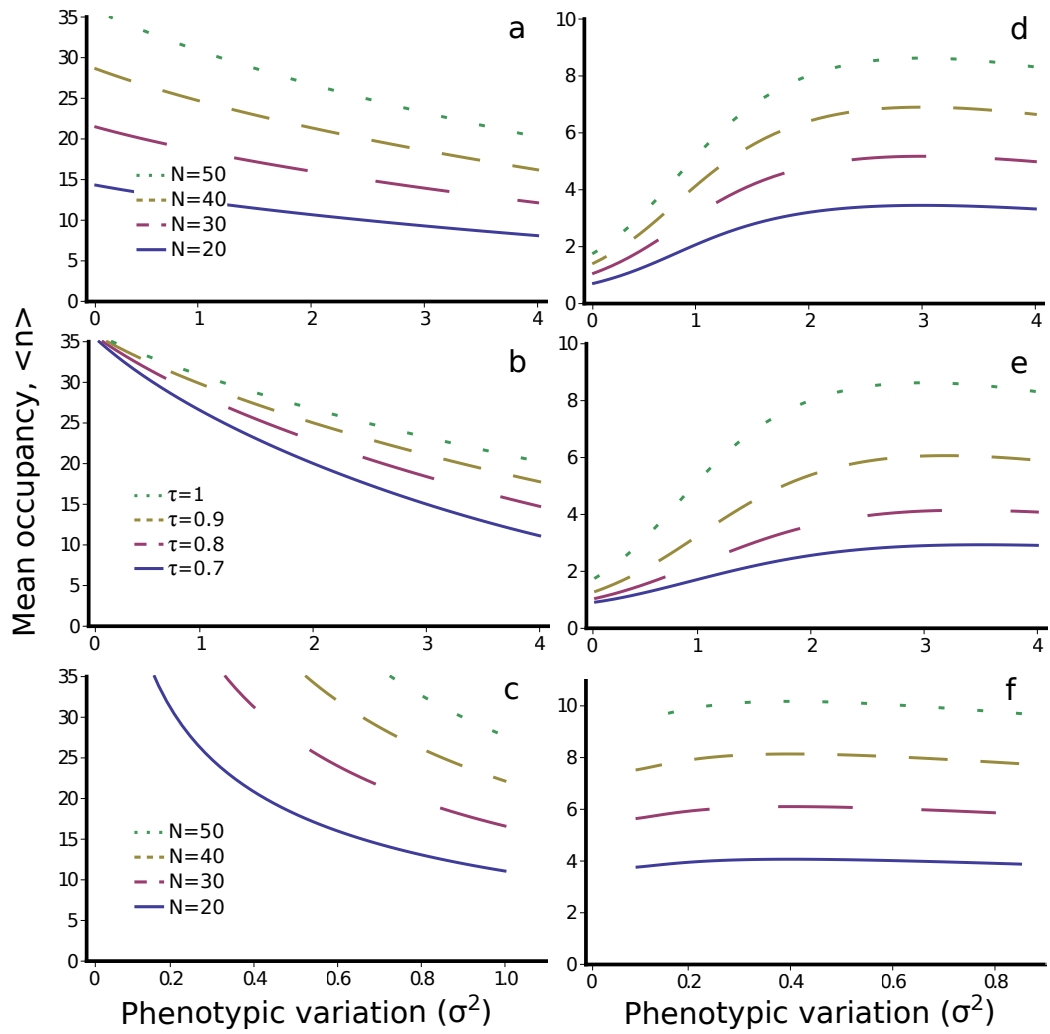 Mean occupancy, <n>
a
35
30
25
20
15
10
5
0
N=50
N=40
N=30
N=20
0 1 2 3 4
d
10
8
6
4
2
0
0 1 2 3 4
b
35
30
25
20
15
10
5
0
τ=1
τ=0.9
τ=0.8
τ=0.7
0 1 2 3 4
e
10
8
6
4
2
0
0 1 2 3 4
c
35
30
25
20
15
10
5
0
N=50
N=40
N=30
N=20
0 0.2 0.4 0.6 0.8 1.0
Phenotypic variation (σ²)
f
10
8
6
4
2
0
0 0.2 0.4 0.6 0.8
Phenotypic variation (σ²)